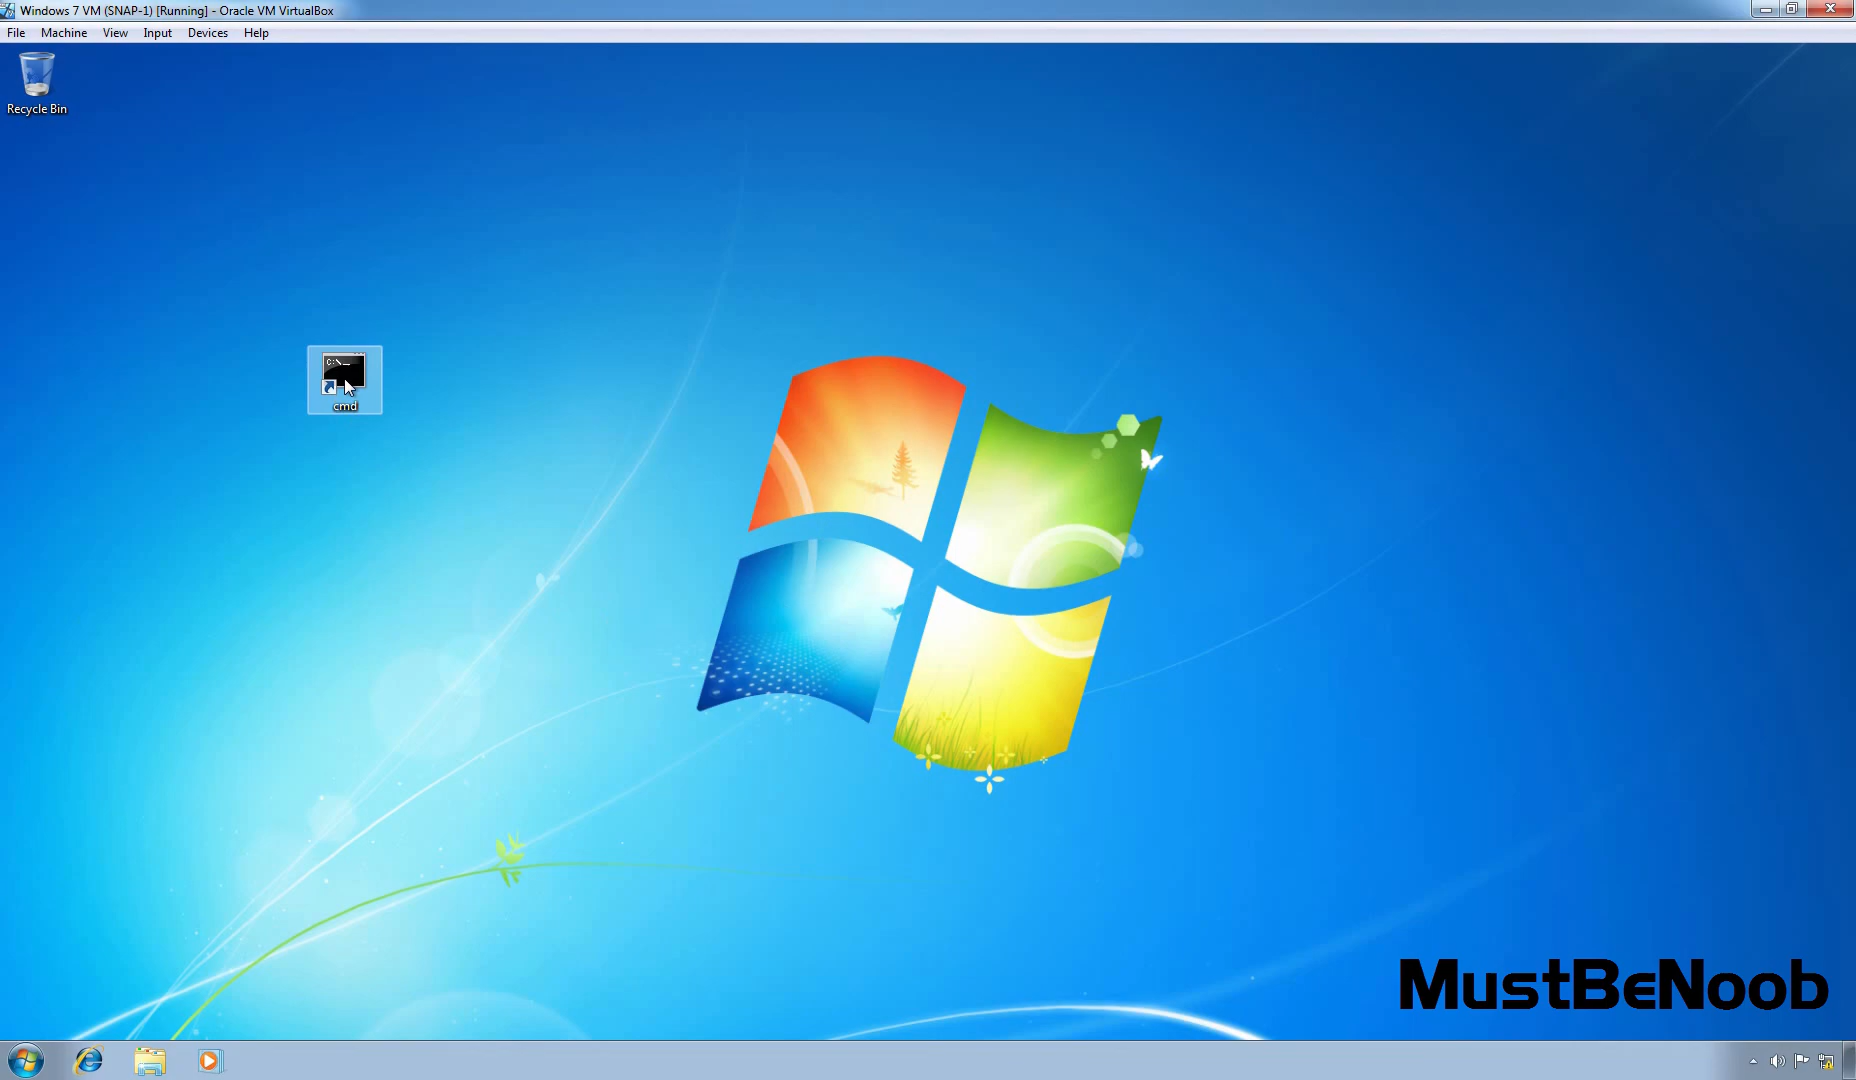 Windows 7 VM (SNAP-1) [Running] - Oracle VM VirtualBox
File Machine View Input Devices Help
Recycle Bin
C:\_
cmd
MustBeNoob